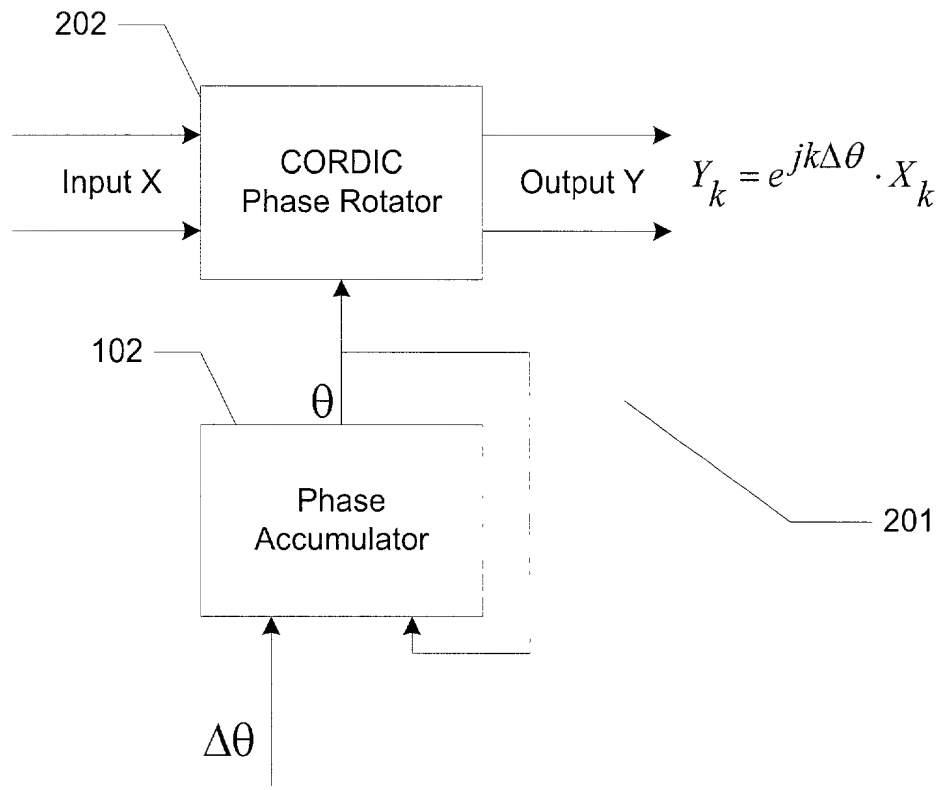 202
CORDIC
Phase Rotator
Input X
Output Y
Y_k = e^{jkΔθ} · X_k
102
θ
Phase
Accumulator
201
Δθ